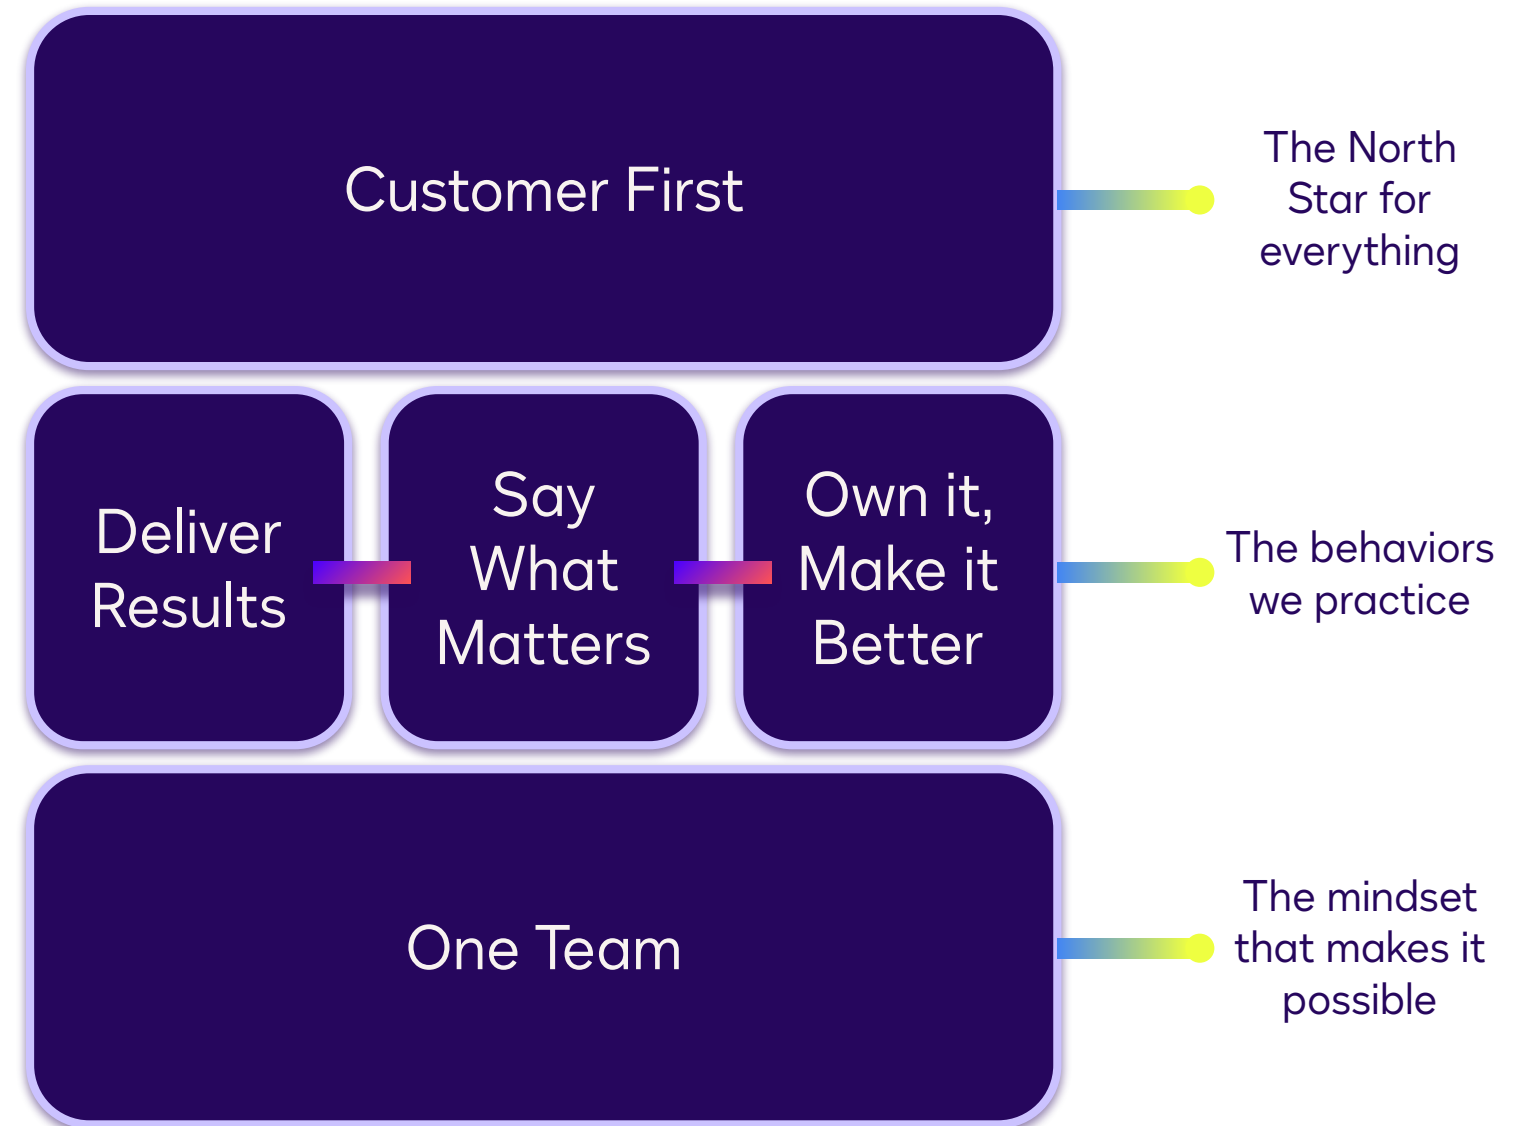 Customer First
The North
Star for
everything
Deliver
Results
Say
What
Matters
Own it,
Make it
Better
The behaviors
we practice
One Team
The mindset
that makes it
possible